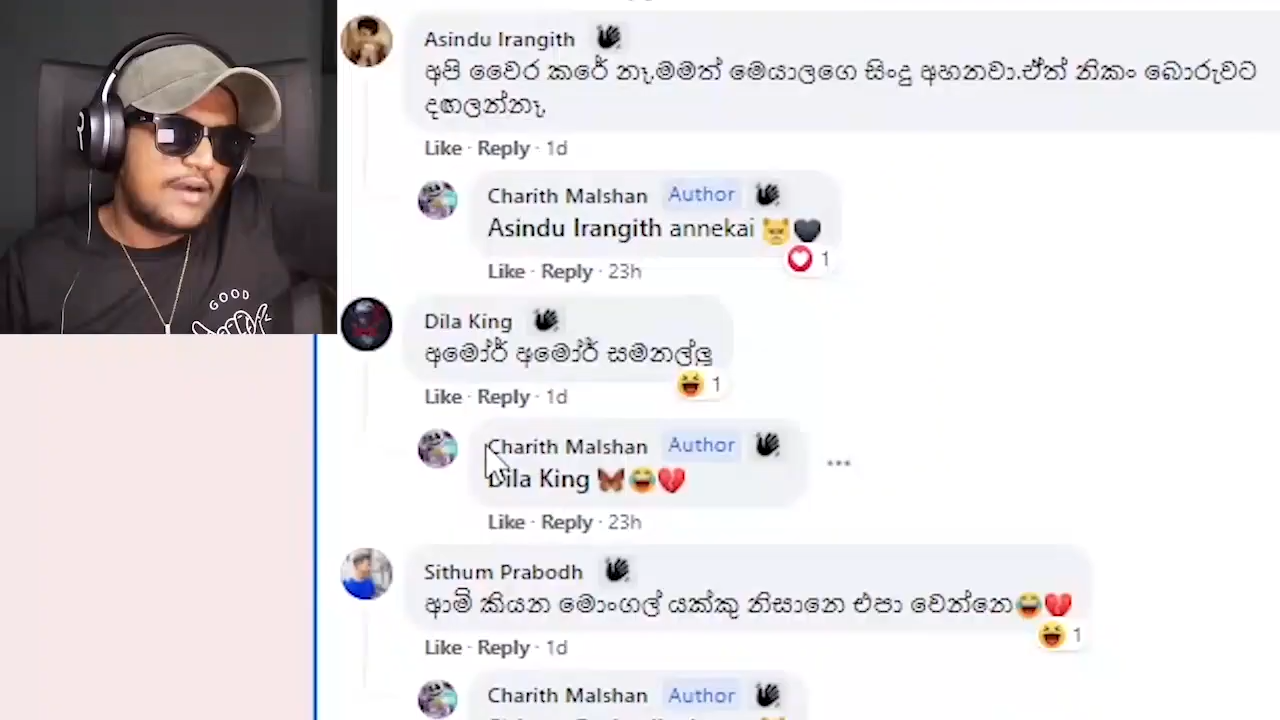 Asindu Irangith
අපි වෛර කරේ නෑ,මමත් මෙයාලගෙ සිංදු අහනවා.ඒත් නිකං බොරුවට
දඟලන්නෑ,
Like · Reply · 1d
Charith Malshan Author
Asindu Irangith annekai
1
Like · Reply · 23h
Dila King
අමෝර් අමෝර් සමනල්ලු
1
Like · Reply · 1d
Charith Malshan Author
Dila King
Like · Reply · 23h
Sithum Prabodh
ආමි කියන මොංගල් යක්කු නිසානෙ එපා වෙන්නෙ
1
Like · Reply · 1d
Charith Malshan Author
GOOD